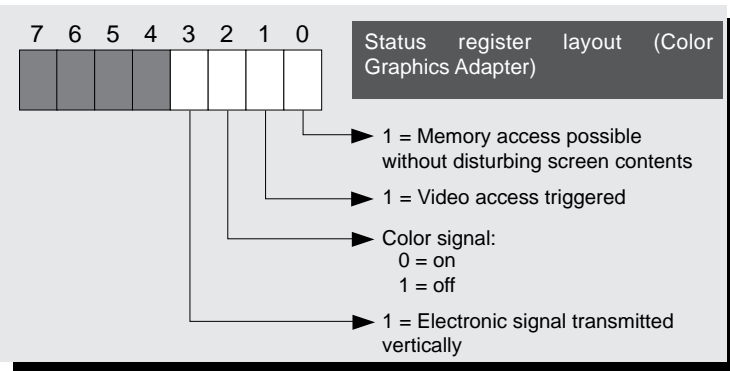 7 6 5 4 3 2 1 0
Status register layout (Color
Graphics Adapter)
1 = Memory access possible
without disturbing screen contents
1 = Video access triggered
Color signal:
0 = on
1 = off
1 = Electronic signal transmitted
vertically